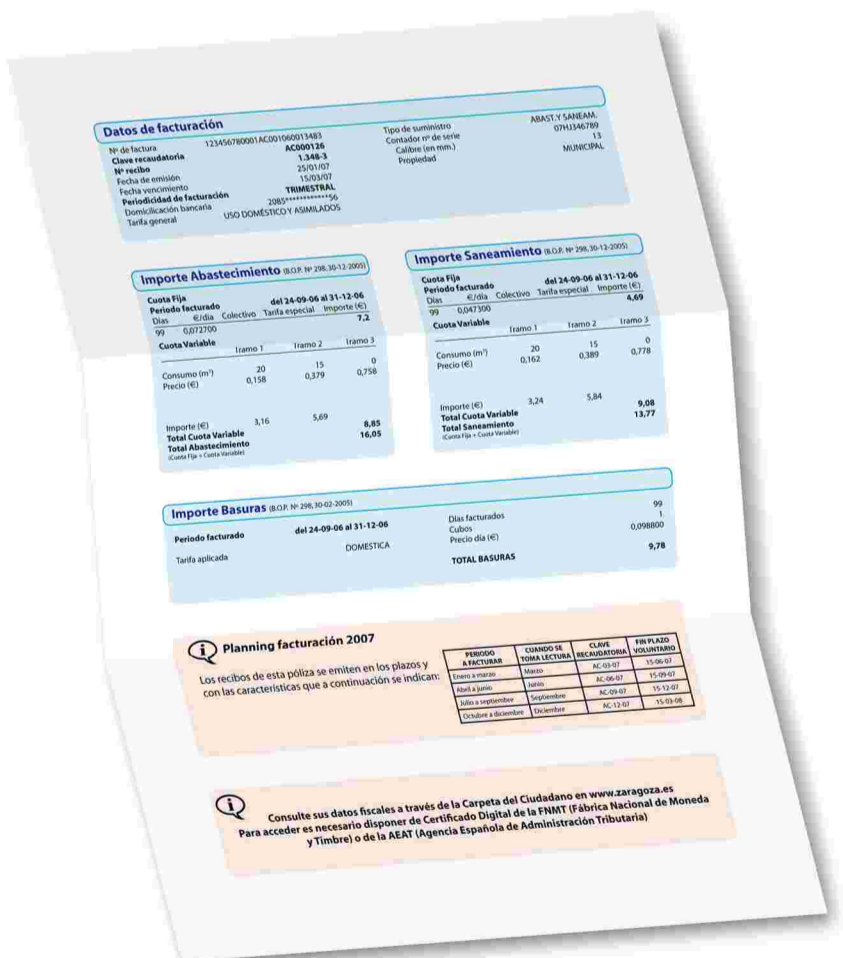 Datos de facturación
Nº de factura 123456780001AC001060013483
Clave recaudatoria AC000126
Nº recibo 1.348-3
Fecha de emisión 25/01/07
Fecha vencimiento 15/03/07
Periodicidad de facturación TRIMESTRAL
Domicilicación bancaria 2085************56
Tarifa general USO DOMÉSTICO Y ASIMILADOS
Tipo de suministro ABAST.Y SANEAM.
Contador nº de serie 07HJ346789
Calibre (en mm.) 13
Propiedad MUNICIPAL
Importe Abastecimiento (B.O.P. Nº 298, 30-12-2005)
Cuota Fija
Periodo facturado del 24-09-06 al 31-12-06
Días €/día Colectivo Tarifa especial Importe (€)
99 0,072700 7,2
Cuota Variable
Tramo 1 Tramo 2 Tramo 3
Consumo (m³) 20 15 0
Precio (€) 0,158 0,379 0,758
Importe (€) 3,16 5,69
Total Cuota Variable 8,85
Total Abastecimiento 16,05
(Cuota Fija + Cuota Variable)
Importe Saneamiento (B.O.P. Nº 298, 30-12-2005)
Cuota Fija
Periodo facturado del 24-09-06 al 31-12-06
Días €/día Colectivo Tarifa especial Importe (€)
99 0,047300 4,69
Cuota Variable
Tramo 1 Tramo 2 Tramo 3
Consumo (m³) 20 15 0
Precio (€) 0,162 0,389 0,778
Importe (€) 3,24 5,84
Total Cuota Variable 9,08
Total Saneamiento 13,77
(Cuota Fija + Cuota Variable)
Importe Basuras (B.O.P. Nº 298, 30-02-2005)
Periodo facturado del 24-09-06 al 31-12-06
Tarifa aplicada DOMESTICA
Días facturados 99
Cubos 1
Precio día (€) 0,098800
TOTAL BASURAS 9,78
i Planning facturación 2007
Los recibos de esta póliza se emiten en los plazos y
con las características que a continuación se indican:
PERIODO A FACTURAR CUANDO SE TOMA LECTURA CLAVE RECAUDATORIA FIN PLAZO VOLUNTARIO
Enero a marzo Marzo AC-03-07 15-06-07
Abril a junio Junio AC-06-07 15-09-07
Julio a septiembre Septiembre AC-09-07 15-12-07
Octubre a diciembre Diciembre AC-12-07 15-03-08
i
Consulte sus datos fiscales a través de la Carpeta del Ciudadano en www.zaragoza.es
Para acceder es necesario disponer de Certificado Digital de la FNMT (Fábrica Nacional de Moneda
y Timbre) o de la AEAT (Agencia Española de Administración Tributaria)